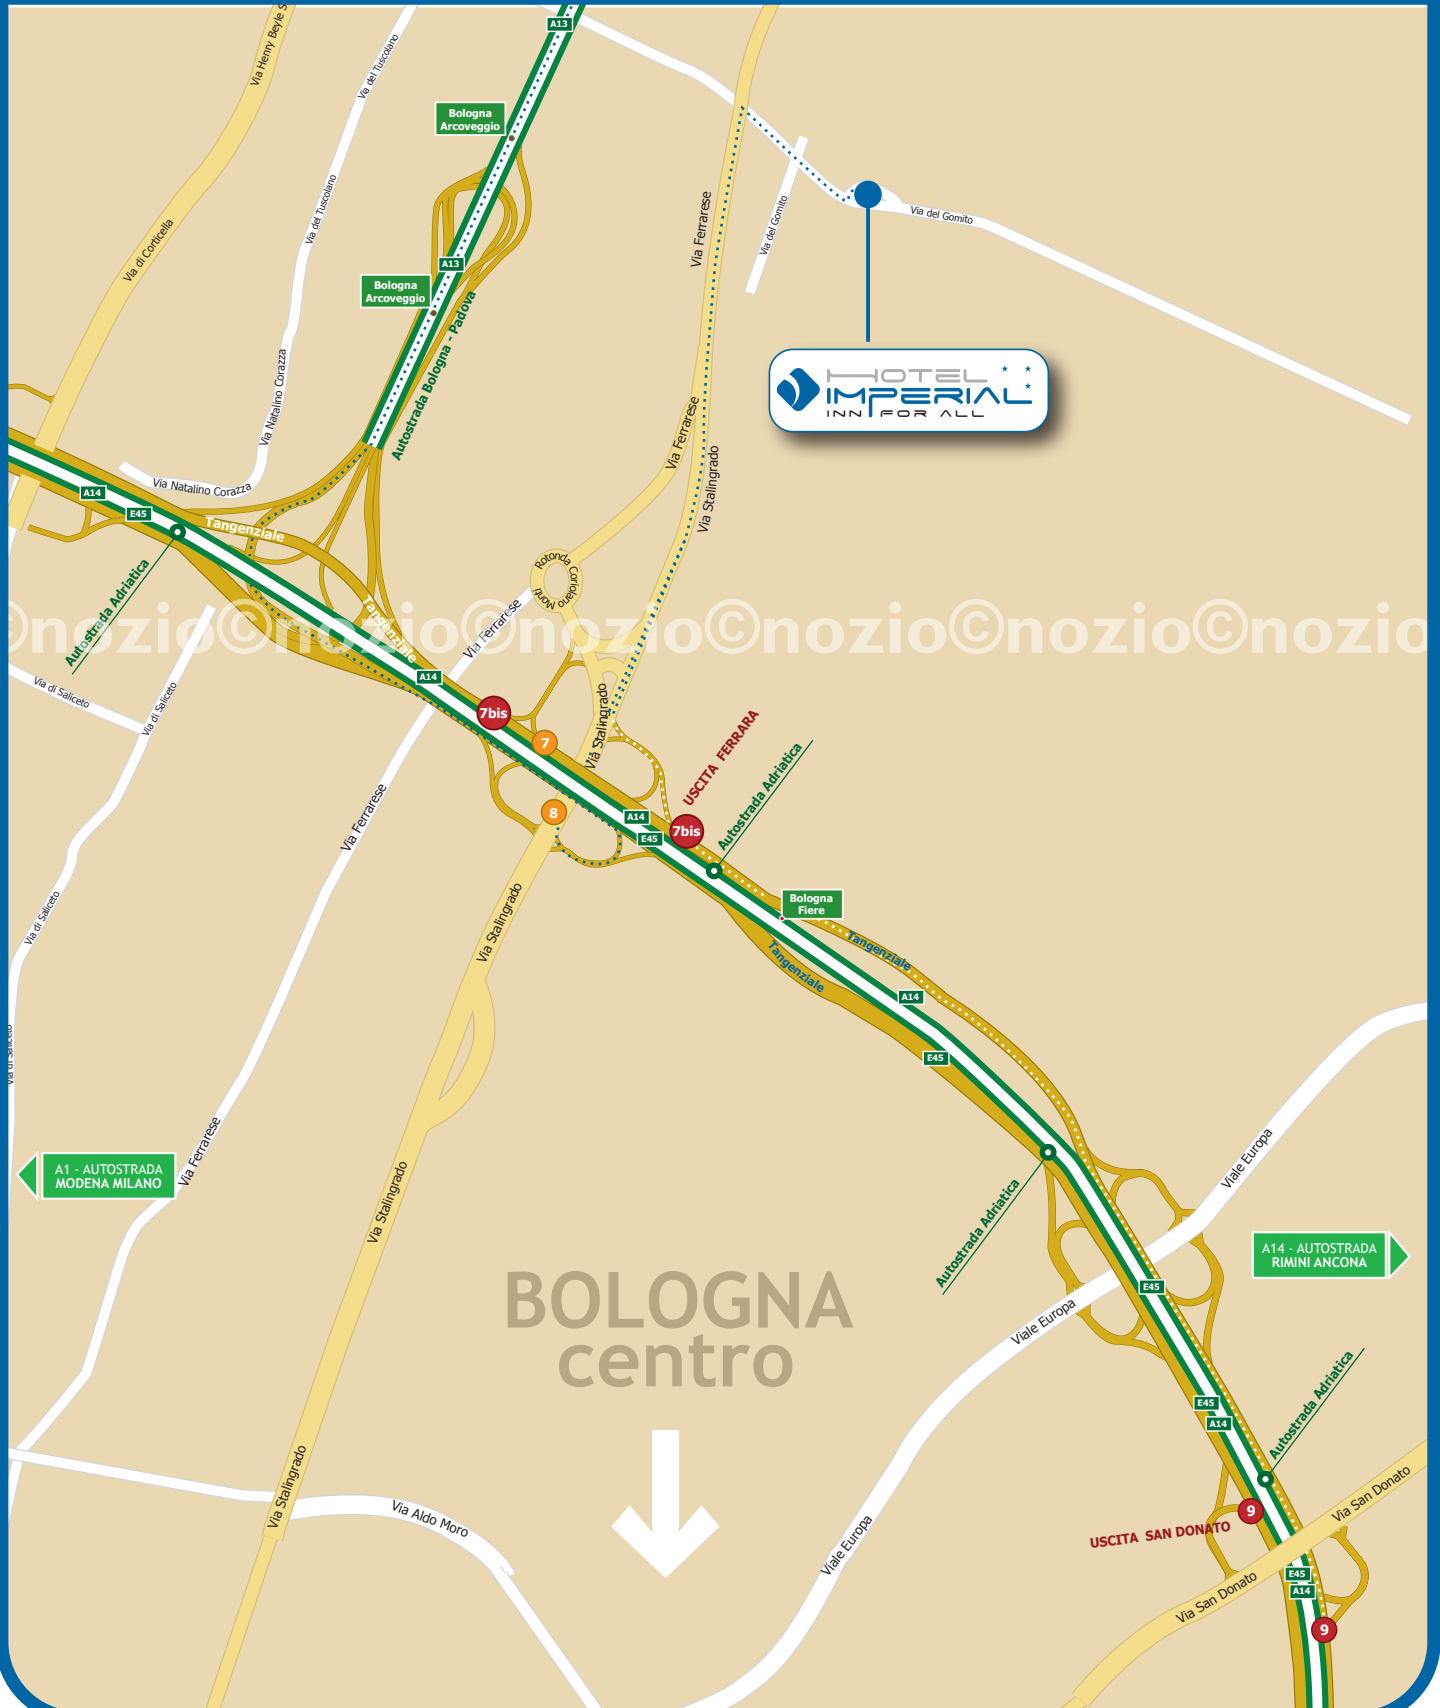 Via Henry Beyle S
Via del Tuscolano
A13
Bologna
Arcoveggio
Via Ferrarese
Via del Gomito
Via del Gomito
Via del Tuscolano
Via di Corticella
A13
Bologna
Arcoveggio
Autostrada Bologna - Padova
HOTEL
IMPERIAL
INN FOR ALL
Via Natalino Corazza
Via Natalino Corazza
Via Ferrarese
Via Stalingrado
A14
E45
Tangenziale
Autostrada Adriatica
Rotonda Coriolano Monti
Via Ferrarese
Tangenziale
©nozio©nozio©nozio©nozio©nozio©nozio
Via di Saliceto
Via di Saliceto
A14
7bis
7
Via Stalingrado
USCITA FERRARA
Autostrada Adriatica
8
A14
E45
7bis
Via Ferrarese
Via di Saliceto
Via Stalingrado
Bologna
Fiere
Tangenziale
Tangenziale
A14
E45
Via di Saliceto
A1 - AUTOSTRADA
MODENA MILANO
Via Ferrarese
Via Stalingrado
Autostrada Adriatica
Viale Europa
A14 - AUTOSTRADA
RIMINI ANCONA
E45
Viale Europa
BOLOGNA
centro
E45
A14
Autostrada Adriatica
Via Stalingrado
Via Aldo Moro
Viale Europa
9
USCITA SAN DONATO
Via San Donato
E45
A14
Via San Donato
9